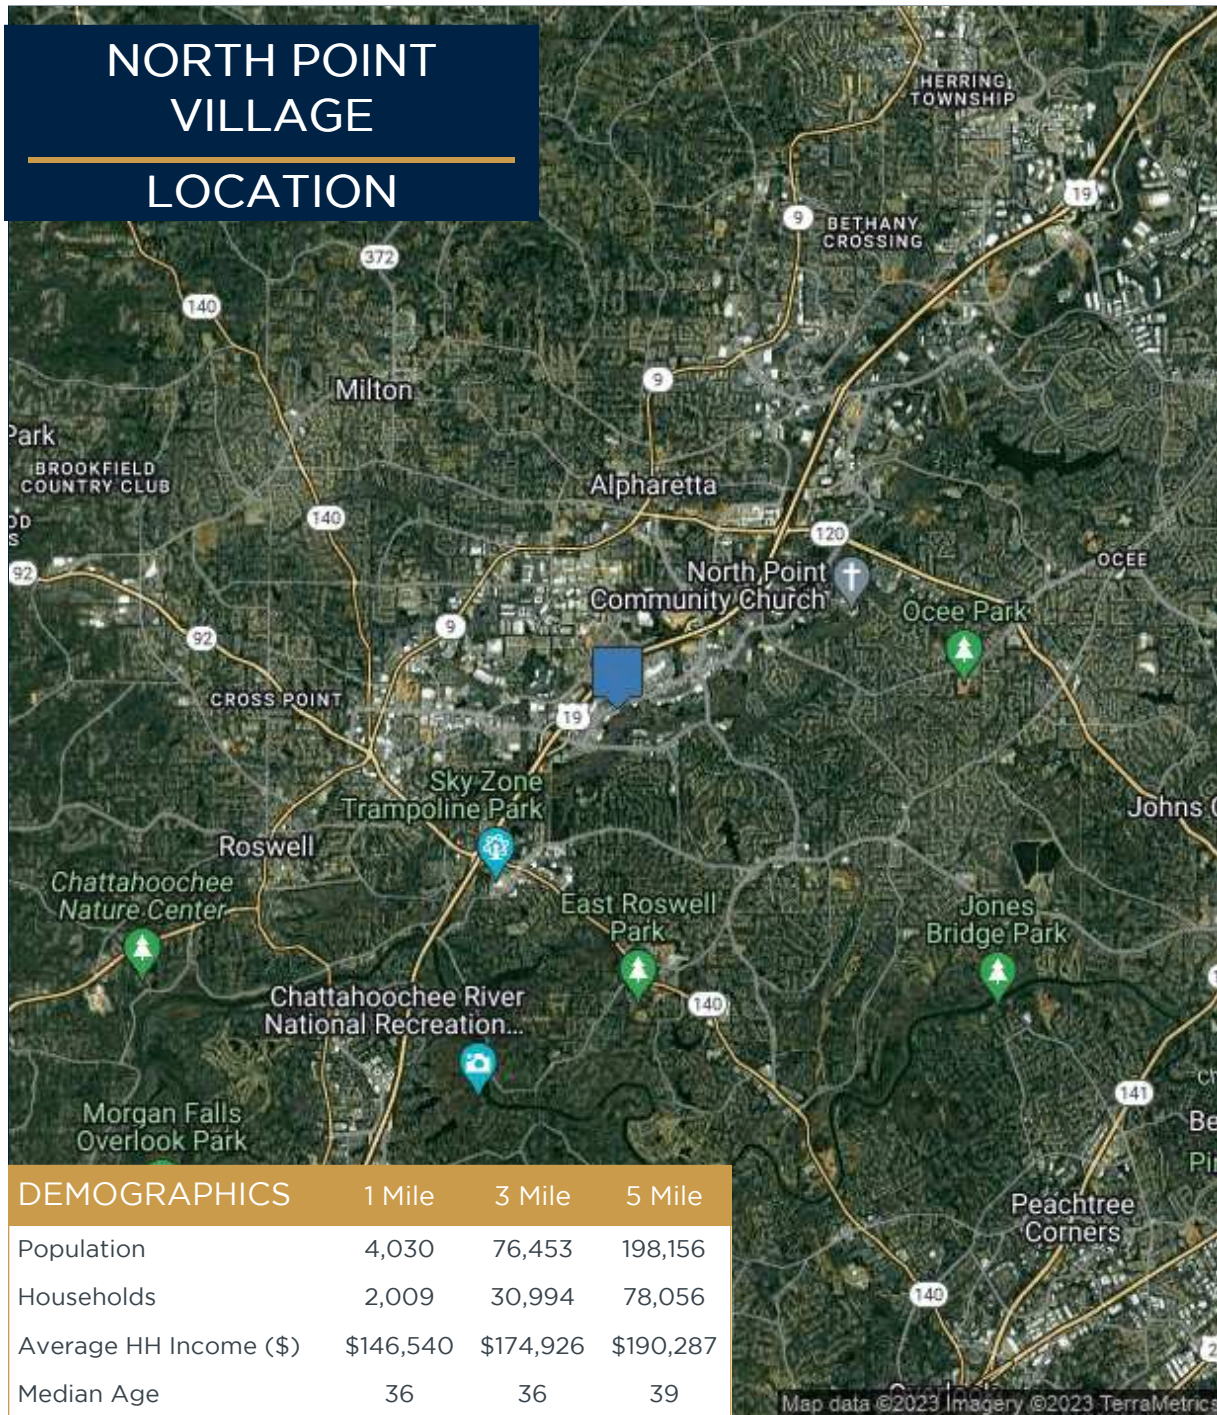 NORTH POINT
VILLAGE
LOCATION
HERRING
TOWNSHIP
19
9
BETHANY
CROSSING
372
140
9
Milton
Park
BROOKFIELD
COUNTRY CLUB
Alpharetta
140
120
92
North Point
Community Church
OCEE
Ocee Park
9
92
CROSS POINT
19
Sky Zone
Trampoline Park
Johns
Roswell
Chattahoochee
Nature Center
East Roswell
Park
Jones
Bridge Park
Chattahoochee River
National Recreation...
140
141
Morgan Falls
Overlook Park
Be
Pi
Peachtree
Corners
140
DEMOGRAPHICS 1 Mile 3 Mile 5 Mile
Population 4,030 76,453 198,156
Households 2,009 30,994 78,056
Average HH Income ($) $146,540 $174,926 $190,287
Median Age 36 36 39
Map data ©2023 Imagery ©2023 TerraMetrics